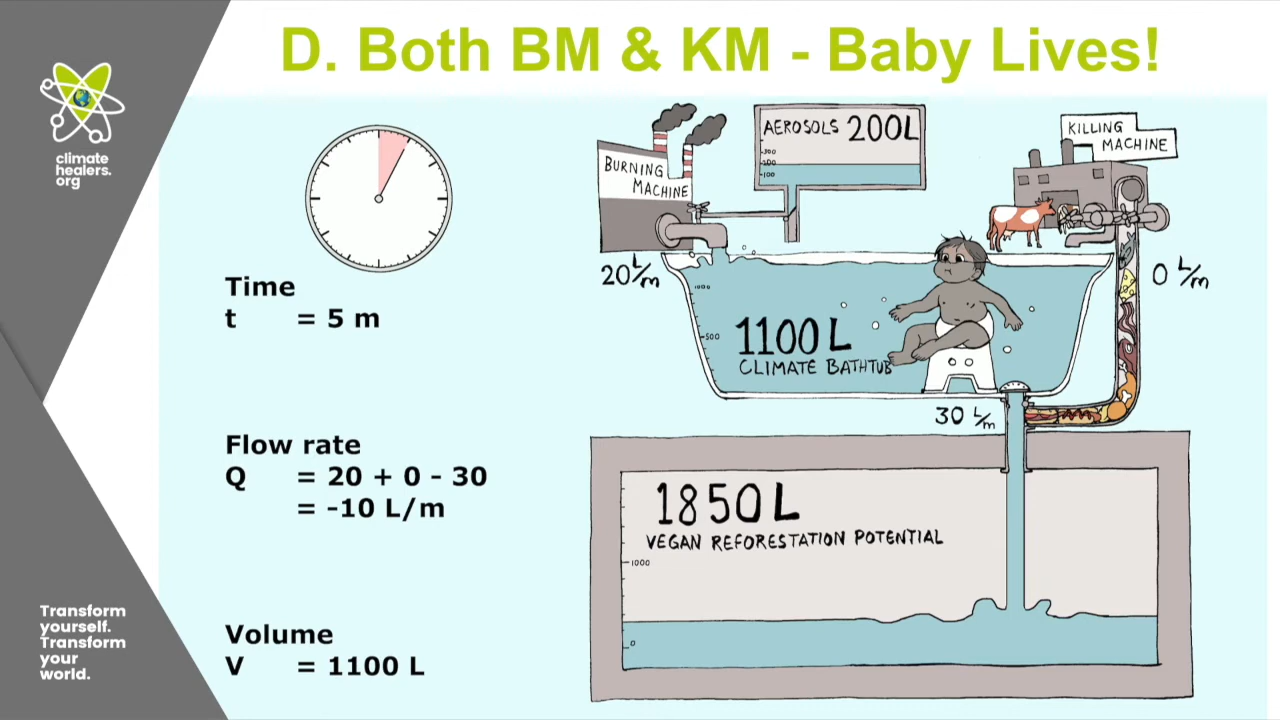 D. Both BM & KM - Baby Lives!
climate
healers.
org
Time
t = 5 m
Flow rate
Q = 20 + 0 - 30
= -10 L/m
Volume
V = 1100 L
Transform
yourself.
Transform
your
world.
BURNING
MACHINE
AEROSOLS 200L
300
200
100
KILLING
MACHINE
20 L/m
0 L/m
1000
500
1100 L
CLIMATE BATHTUB
30 L/m
1850 L
VEGAN REFORESTATION POTENTIAL
1000
0